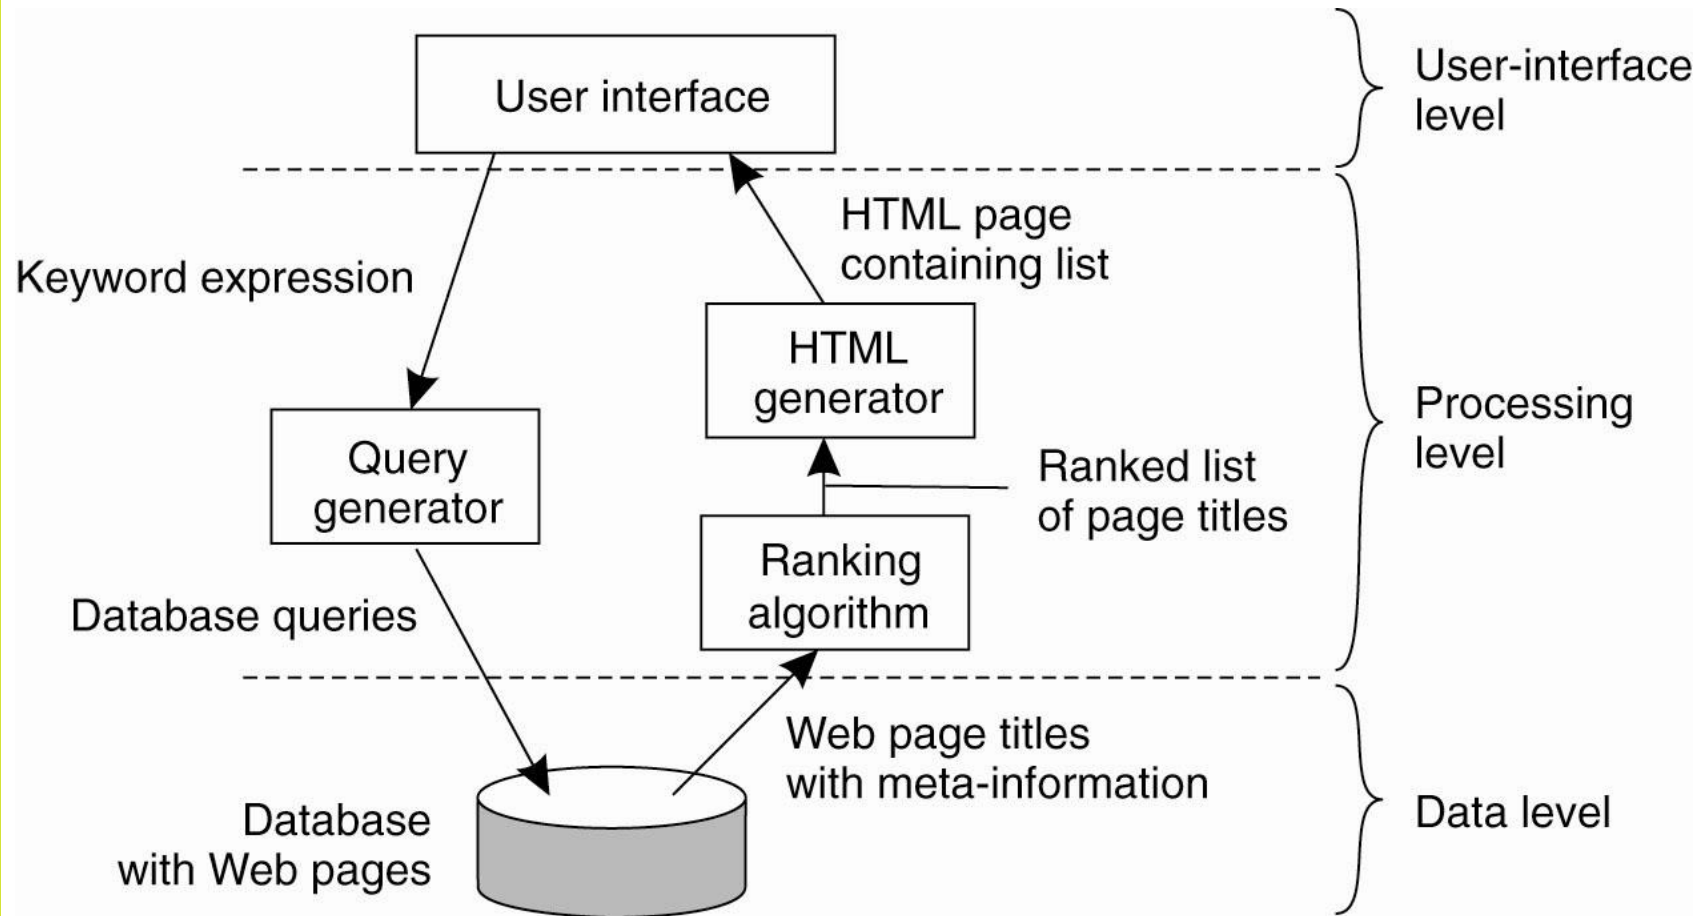 User interface
User-interface
level
HTML page
containing list
Keyword expression
HTML
generator
Processing
level
Query
generator
Ranked list
of page titles
Ranking
algorithm
Database queries
Web page titles
with meta-information
Database
with Web pages
Data level